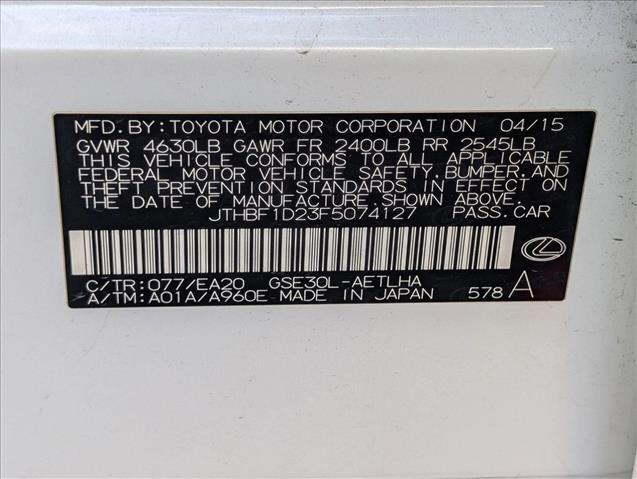 MFD.BY:TOYOTA MOTOR CORPORATION 04/15
GVWR 4630LB GAWR FR 2400LB RR 2545LB
THIS VEHICLE CONFORMS TO ALL APPLICABLE
FEDERAL MOTOR VEHICLE SAFETY,BUMPER,AND
THEFT PREVENTION STANDARDS IN EFFECT ON
THE DATE OF MANUFACTURE SHOWN ABOVE.
JTHBF1D23F5074127 PASS.CAR
C/TR:077/EA20 GSE30L-AETLHA
A/TM:A01A/A960E MADE IN JAPAN 578 A